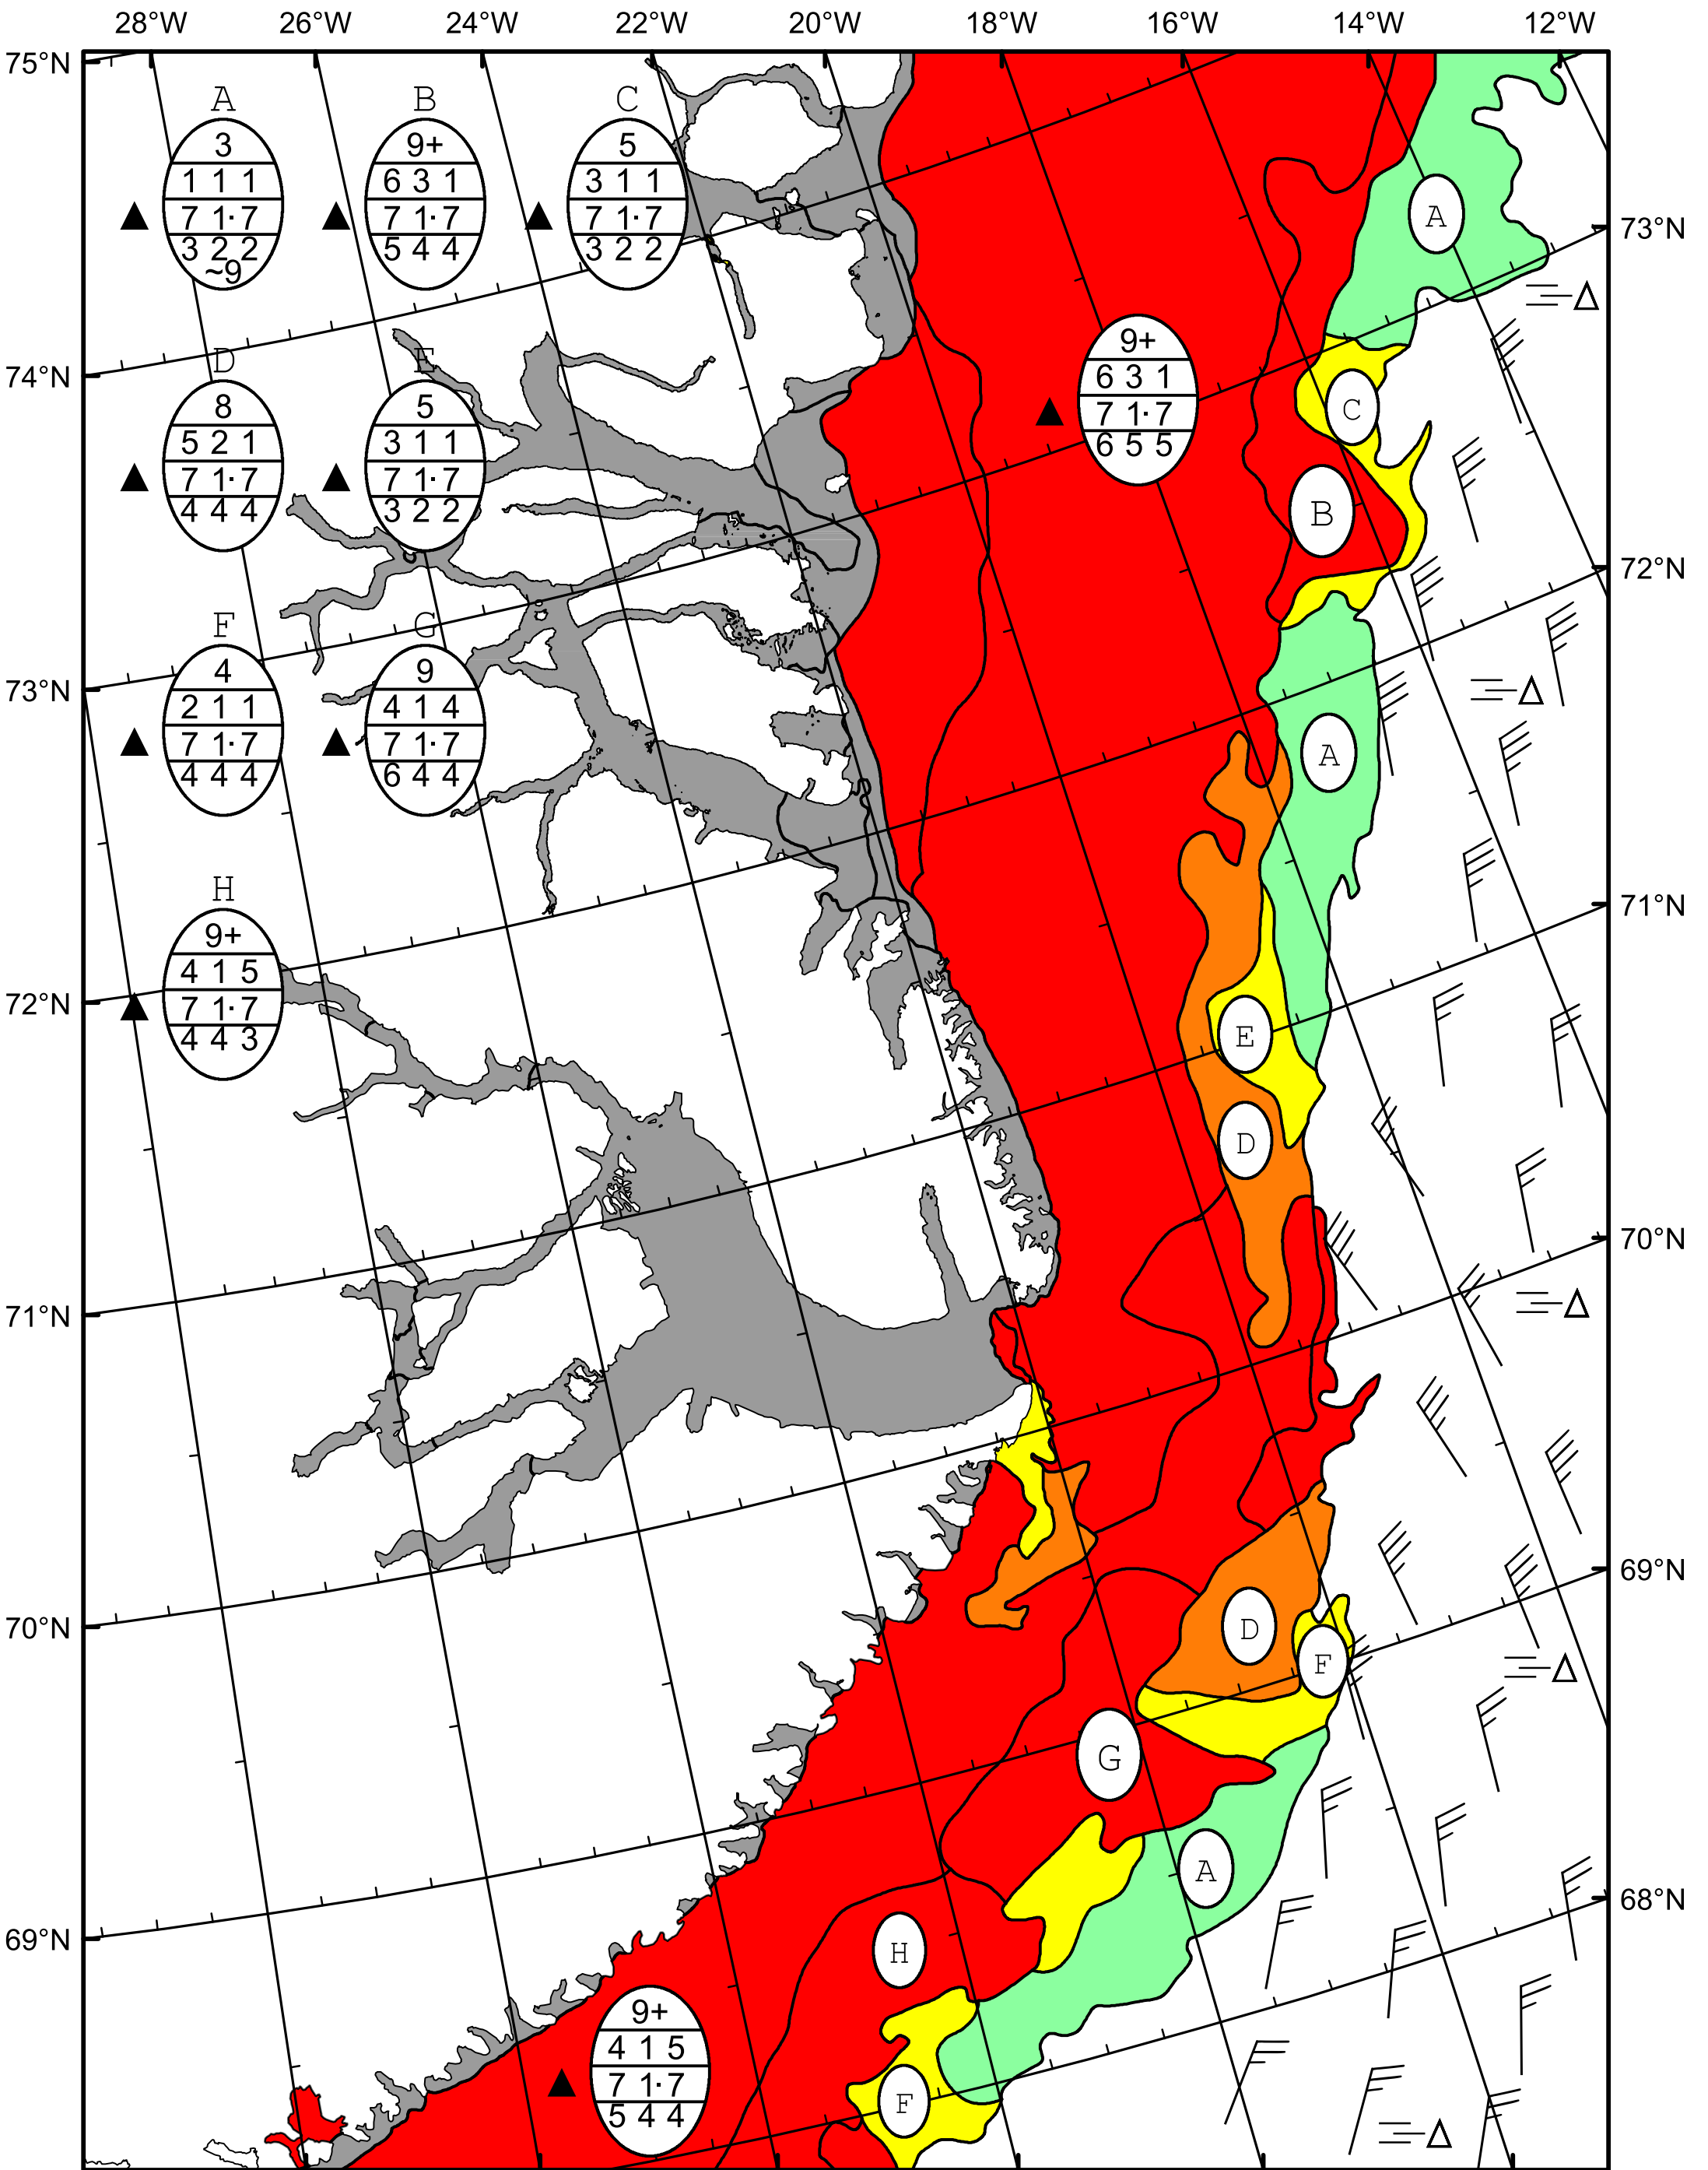 28°W 26°W 24°W 22°W 20°W 18°W 16°W 14°W 12°W
75°N
A
3
1 1 1
7 1· 7
3 2 2
~9
B
9+
6 3 1
7 1· 7
5 4 4
C
5
3 1 1
7 1· 7
3 2 2
A
73°N
9+
6 3 1
7 1· 7
6 5 5
74°N
D
8
5 2 1
7 1· 7
4 4 4
E
5
3 1 1
7 1· 7
3 2 2
C
B
72°N
F
4
2 1 1
7 1· 7
4 4 4
G
9
4 1 4
7 1· 7
6 4 4
73°N
A
71°N
H
9+
4 1 5
7 1· 7
4 4 3
72°N
E
D
70°N
71°N
69°N
70°N
D
F
G
A
68°N
69°N
H
9+
4 1 5
7 1· 7
5 4 4
F